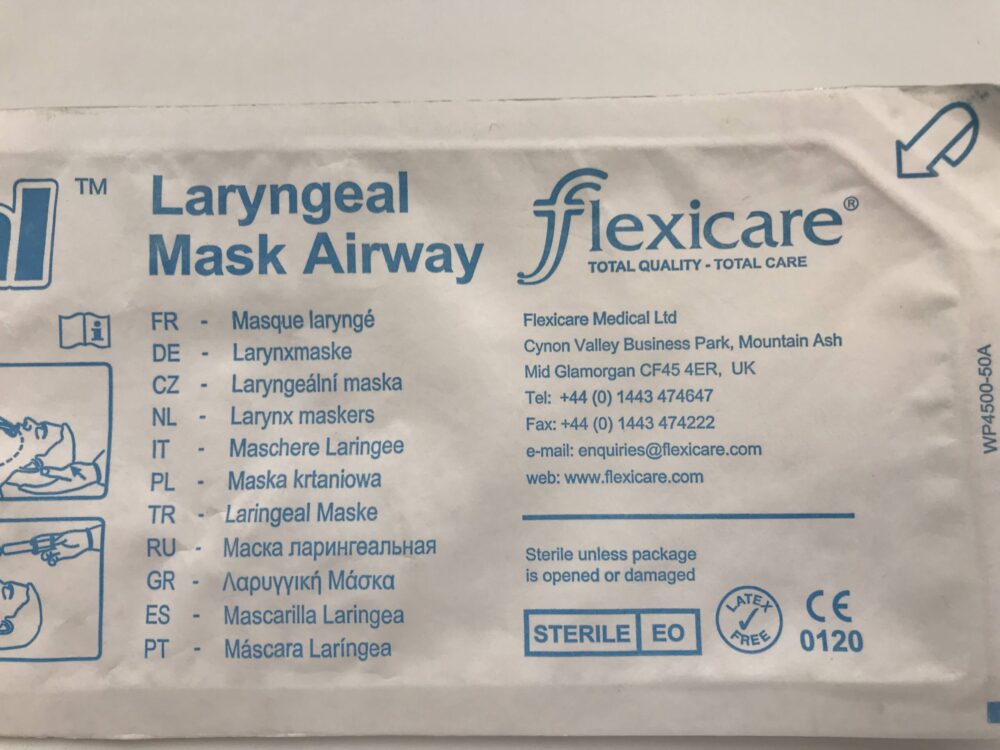 TM
Laryngeal
Mask Airway
FR - Masque laryngé
DE - Larynxmaske
CZ - Laryngeální maska
NL - Larynx maskers
IT - Maschere Laringee
PL - Maska krtaniowa
TR - Laringeal Maske
RU - Маска ларингеальная
GR - Λαρυγγική Μάσκα
ES - Mascarilla Laringea
PT - Máscara Laríngea
flexicare®
TOTAL QUALITY - TOTAL CARE
Flexicare Medical Ltd
Cynon Valley Business Park, Mountain Ash
Mid Glamorgan CF45 4ER, UK
Tel: +44 (0) 1443 474647
Fax: +44 (0) 1443 474222
e-mail: enquiries@flexicare.com
web: www.flexicare.com
Sterile unless package
is opened or damaged
STERILE EO
LATEX
FREE
CE
0120
WP4500-50A